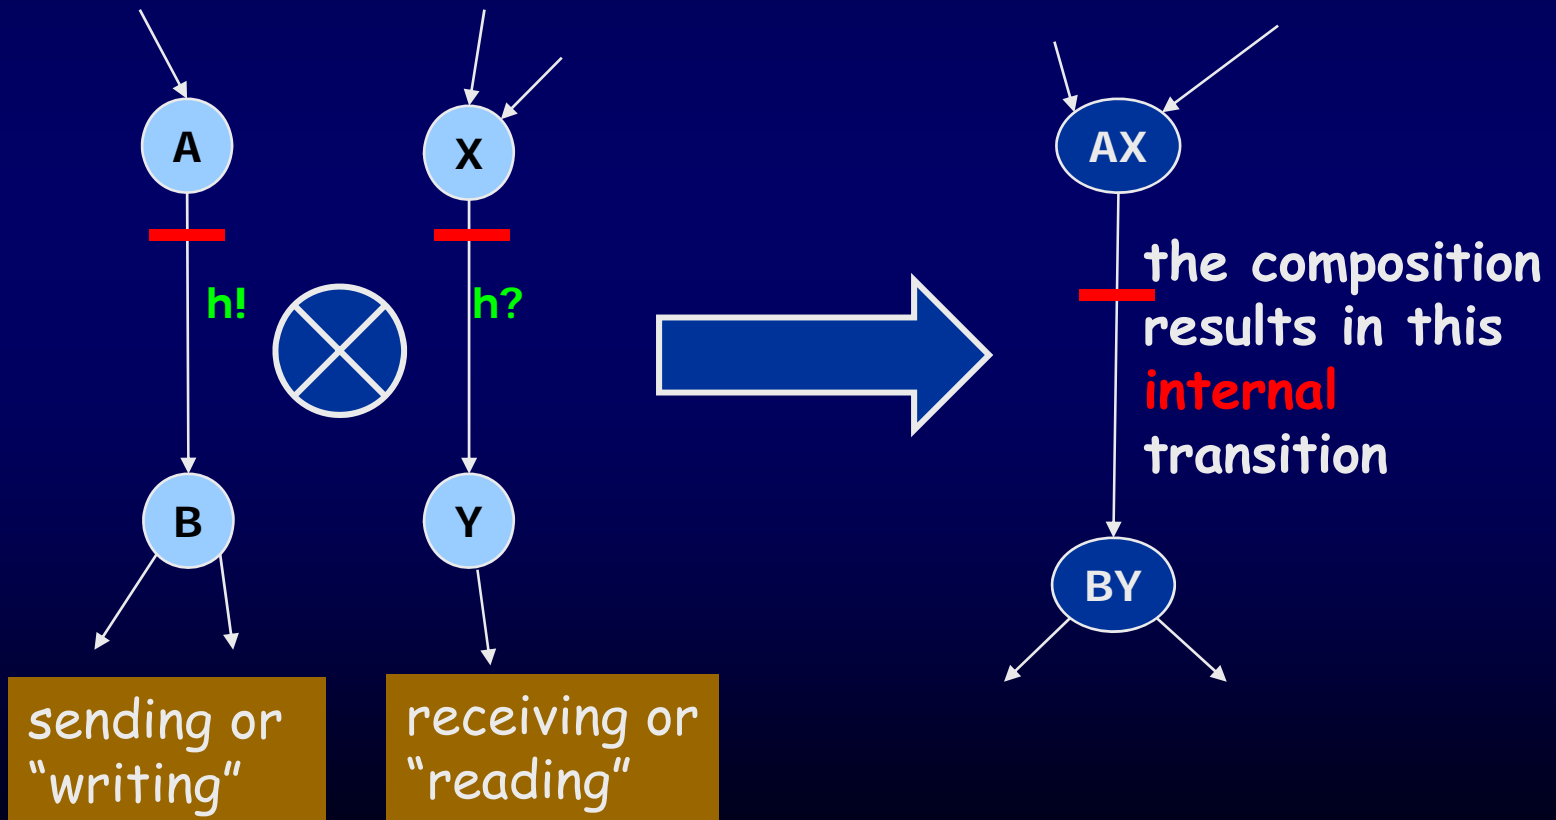 A
X
AX
h!
h?
the composition
results in this
internal
transition
B
Y
BY
sending or
“writing”
receiving or
“reading”